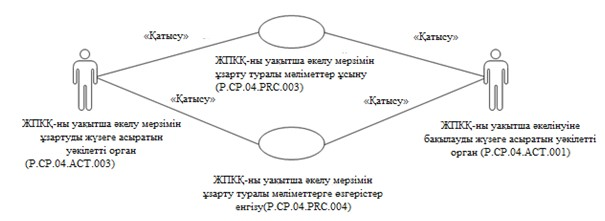 «Қатысу»
«Қатысу»
ЖПКҚ-ны уақытша әкелу мерзімін
ұзарту туралы мәліметтер ұсыну
(P.CP.04.PRC.003)
«Қатысу»
«Қатысу»
ЖПКҚ-ны уақытша әкелу мерзімін
ұзартуды жүзеге асыратын
уәкілетті орган
(P.CP.04.ACT.003)
ЖПКҚ-ны уақытша әкелінуіне
бақылауды жүзеге асыратын уәкілетті
орган (P.CP.04.ACT.001)
ЖПКҚ-ны уақытша әкелу мерзімін
ұзарту туралы мәліметтерге өзгерістер
енгізу(P.CP.04.PRC.004)